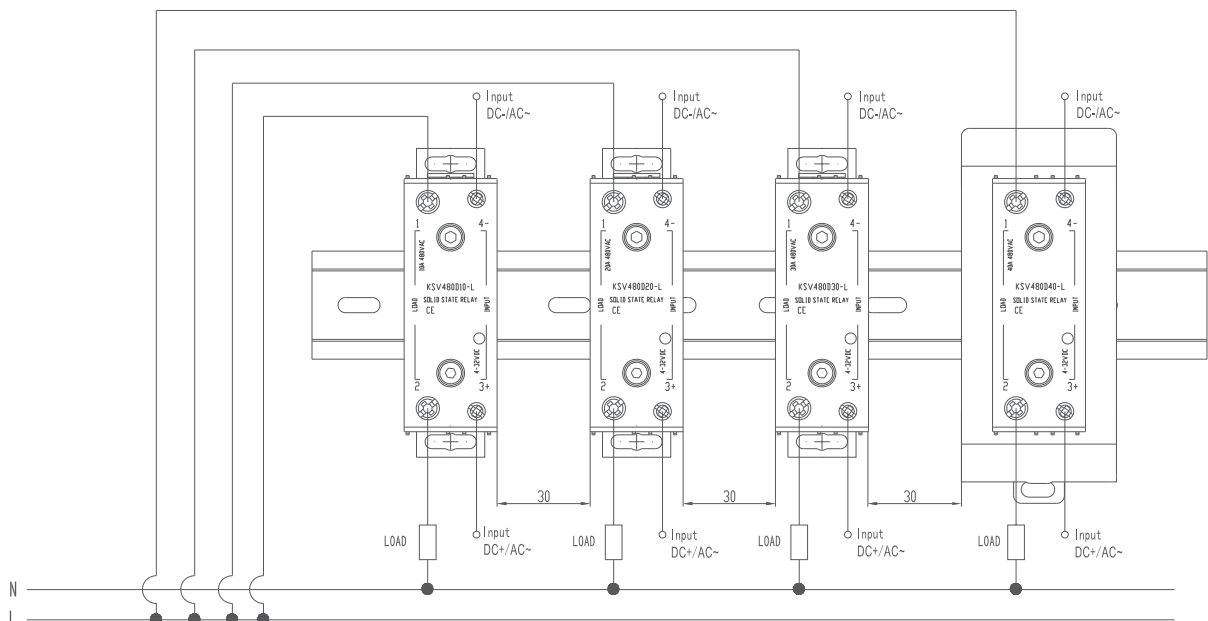 Input
DC-/AC~
Input
DC-/AC~
Input
DC-/AC~
Input
DC-/AC~
1 4-
10A 480VAC
KSV480D10-L
LOAD
SOLID STATE RELAY
INPUT
CE
4-32VDC
2 3+
1 4-
20A 480VAC
KSV480D20-L
LOAD
SOLID STATE RELAY
INPUT
CE
4-32VDC
2 3+
1 4-
30A 480VAC
KSV480D30-L
LOAD
SOLID STATE RELAY
INPUT
CE
4-32VDC
2 3+
1 4-
40A 480VAC
KSV480D40-L
LOAD
SOLID STATE RELAY
INPUT
CE
4-32VDC
2 3+
30
30
30
LOAD
Input
DC+/AC~
LOAD
Input
DC+/AC~
LOAD
Input
DC+/AC~
LOAD
Input
DC+/AC~
N
L